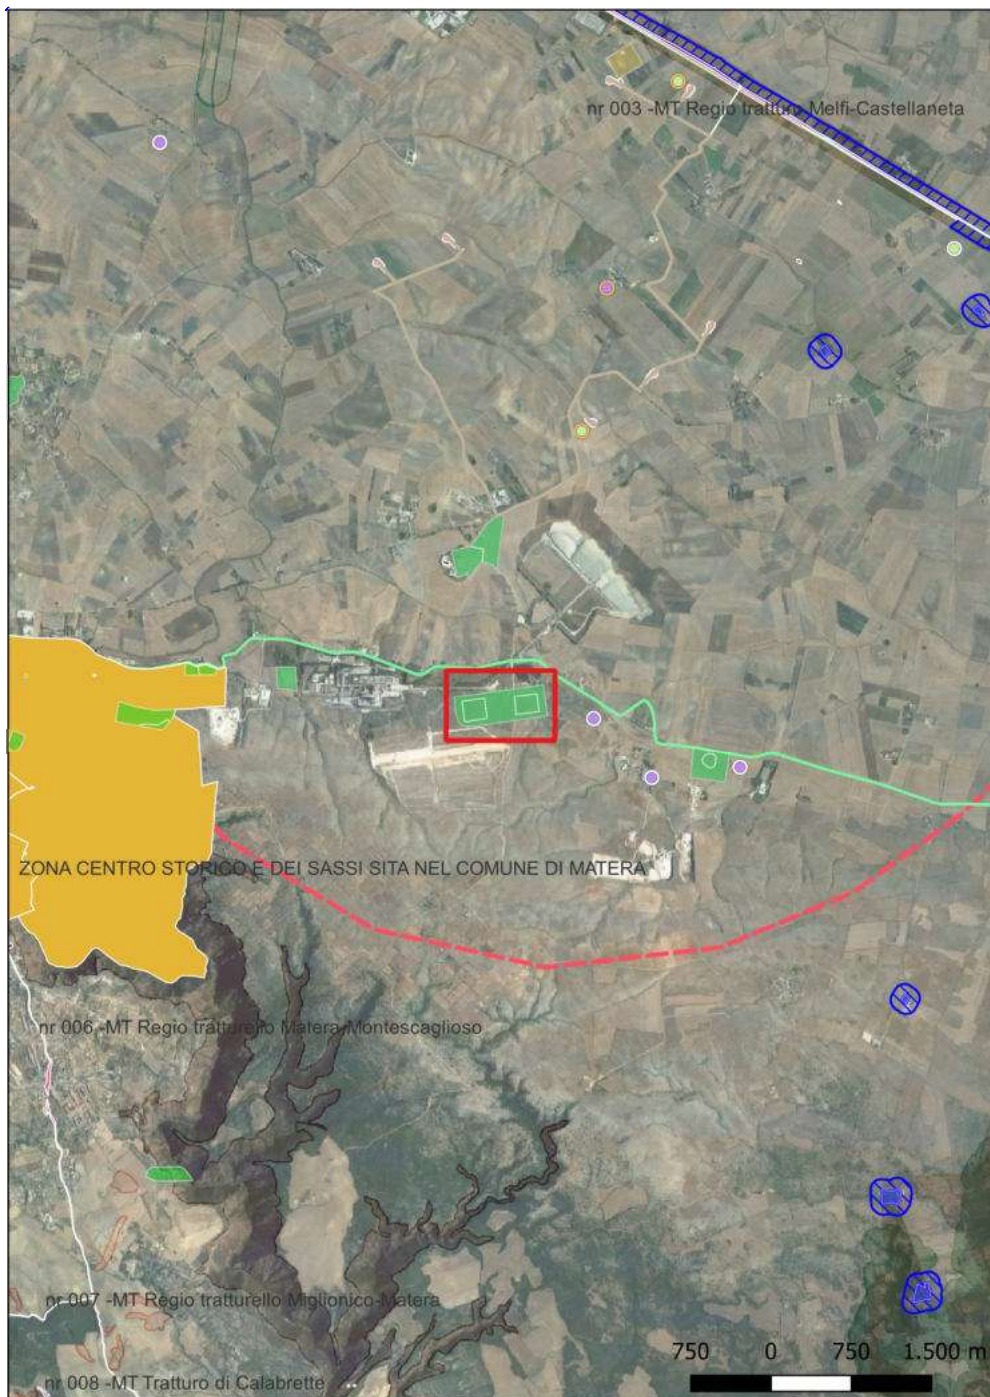 nr 003 -MT Regio tratturo Melfi-Castellaneta
ZONA CENTRO STORICO E DEI SASSI SITA NEL COMUNE DI MATERA
nr 006 -MT Regio tratturello Matera-Montescaglioso
nr 007 -MT Regio tratturello Miglionico-Matera
nr 008 -MT Tratturo di Calabrette
750 0 750 1.500 m